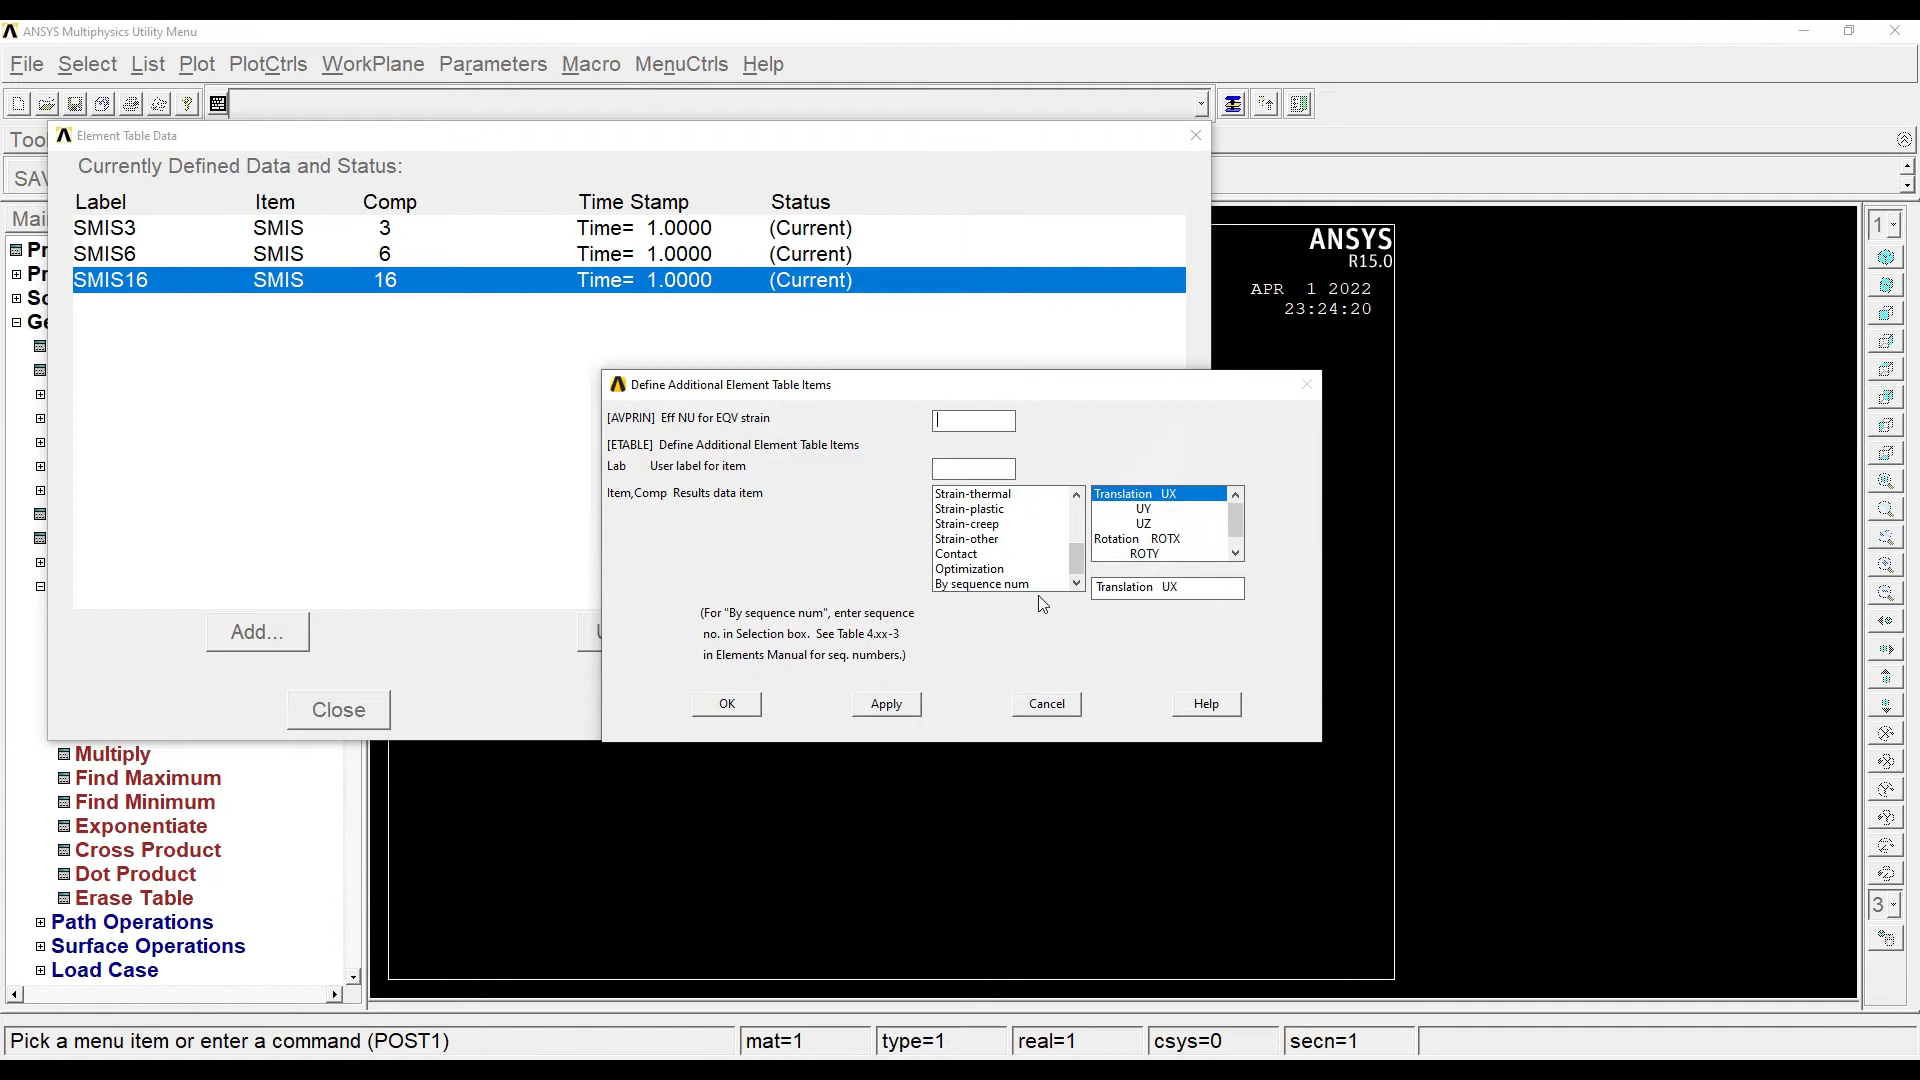 ANSYS Multiphysics Utility Menu
File Select List Plot PlotCtrls WorkPlane Parameters Macro MenuCtrls Help
Element Table Data
Currently Defined Data and Status:
Label Item Comp Time Stamp Status
SMIS3 SMIS 3 Time= 1.0000 (Current)
SMIS6 SMIS 6 Time= 1.0000 (Current)
SMIS16 SMIS 16 Time= 1.0000 (Current)
Add...
Close
ANSYS
R15.0
APR 1 2022
23:24:20
1
3
Define Additional Element Table Items
[AVPRIN] Eff NU for EQV strain
[ETABLE] Define Additional Element Table Items
Lab User label for item
Item,Comp Results data item
Strain-thermal
Strain-plastic
Strain-creep
Strain-other
Contact
Optimization
By sequence num
Translation UX
UY
UZ
Rotation ROTX
ROTY
Translation UX
(For "By sequence num", enter sequence
no. in Selection box. See Table 4.xx-3
in Elements Manual for seq. numbers.)
OK Apply Cancel Help
Multiply
Find Maximum
Find Minimum
Exponentiate
Cross Product
Dot Product
Erase Table
Path Operations
Surface Operations
Load Case
Pick a menu item or enter a command (POST1)
mat=1 type=1 real=1 csys=0 secn=1